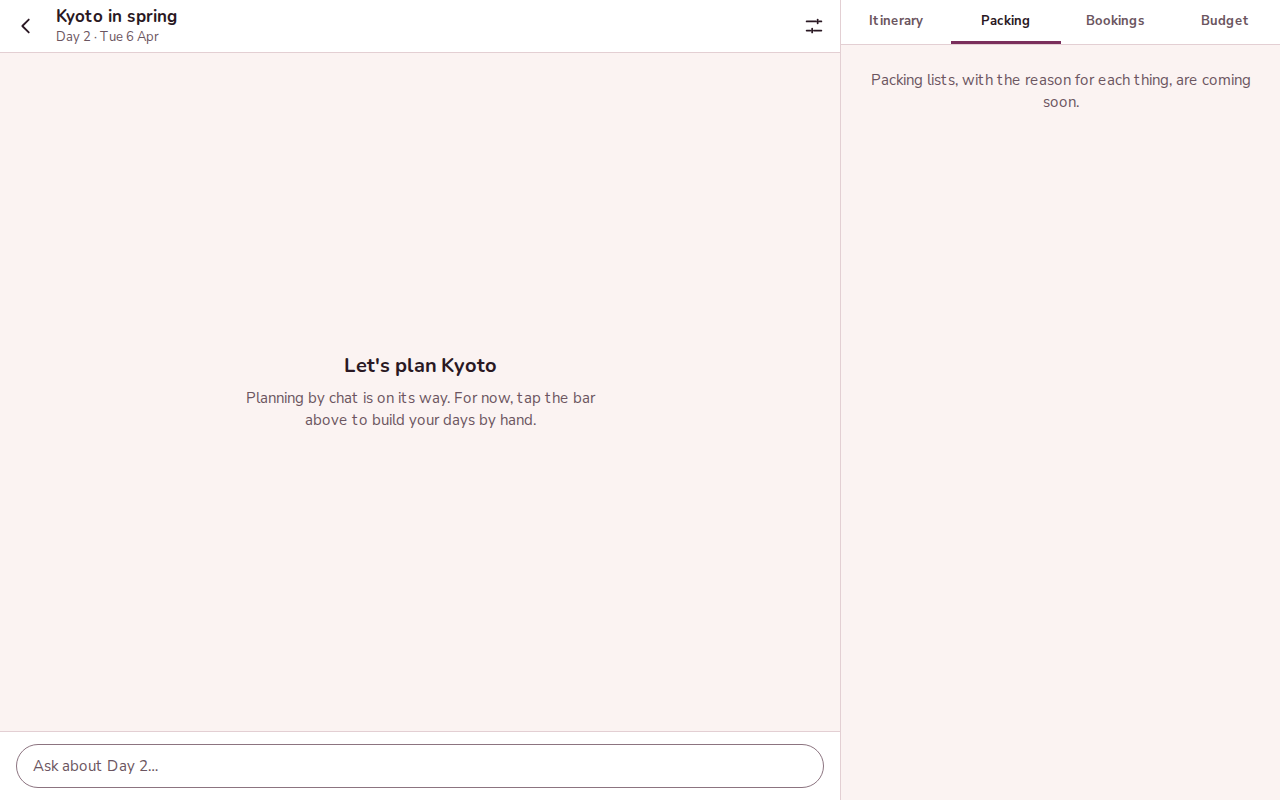 Kyoto in spring
Day 2 · Tue 6 Apr
Itinerary
Packing
Bookings
Budget
Packing lists, with the reason for each thing, are coming
soon.
Let's plan Kyoto
Planning by chat is on its way. For now, tap the bar
above to build your days by hand.
Ask about Day 2...